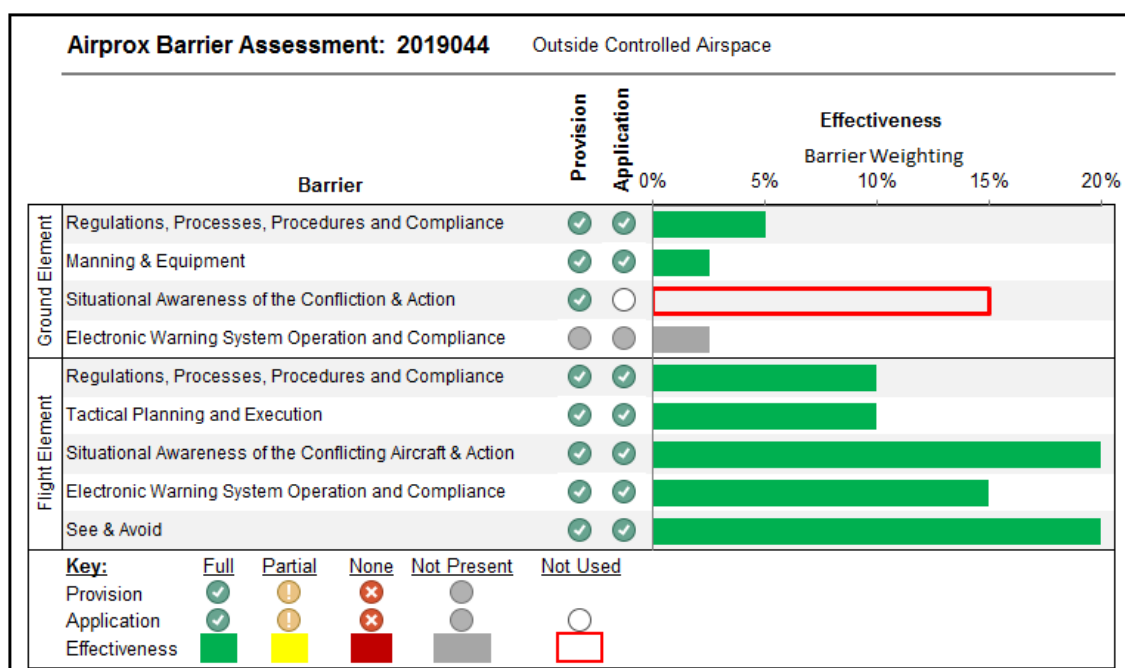 Airprox Barrier Assessment: 2019044 Outside Controlled Airspace
Barrier Provision Application Effectiveness
Barrier Weighting
0% 5% 10% 15% 20%
Ground Element
Regulations, Processes, Procedures and Compliance
Manning & Equipment
Situational Awareness of the Confliction & Action
Electronic Warning System Operation and Compliance
Flight Element
Regulations, Processes, Procedures and Compliance
Tactical Planning and Execution
Situational Awareness of the Conflicting Aircraft & Action
Electronic Warning System Operation and Compliance
See & Avoid
Key: Full Partial None Not Present Not Used
Provision
Application
Effectiveness